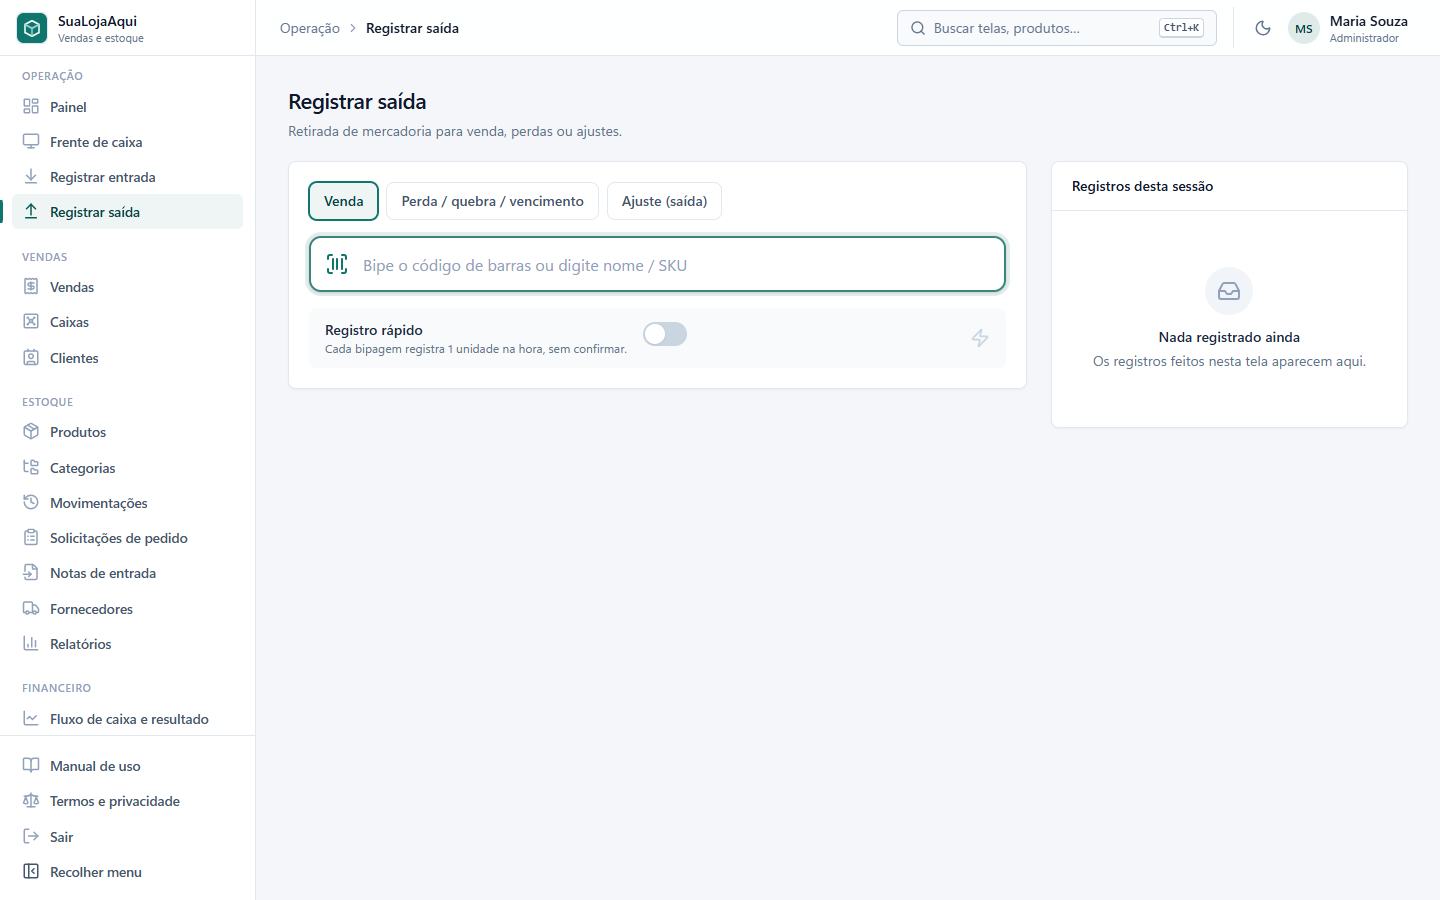 SuaLojaAqui
Vendas e estoque
Operação
Registrar saída
Buscar telas, produtos...
Ctrl+K
MS
Maria Souza
Administrador
OPERAÇÃO
Painel
Frente de caixa
Registrar entrada
Registrar saída
VENDAS
Vendas
Caixas
Clientes
ESTOQUE
Produtos
Categorias
Movimentações
Solicitações de pedido
Notas de entrada
Fornecedores
Relatórios
FINANCEIRO
Fluxo de caixa e resultado
Manual de uso
Termos e privacidade
Sair
Recolher menu
Registrar saída
Retirada de mercadoria para venda, perdas ou ajustes.
Venda
Perda / quebra / vencimento
Ajuste (saída)
Bipe o código de barras ou digite nome / SKU
Registro rápido
Cada bipagem registra 1 unidade na hora, sem confirmar.
Registros desta sessão
Nada registrado ainda
Os registros feitos nesta tela aparecem aqui.